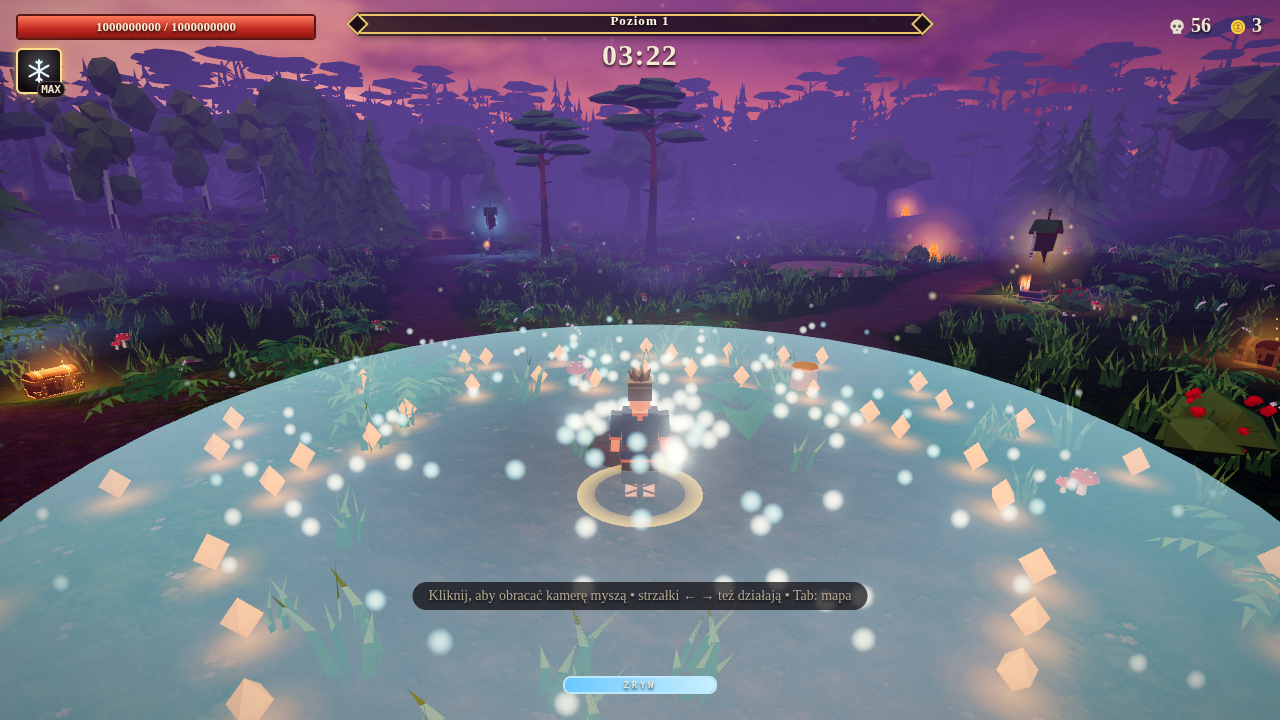 1000000000 / 1000000000
Poziom 1
56
3
03:22
MAX
Kliknij, aby obracać kamerę myszą • strzałki ← → też działają • Tab: mapa
ZRYW